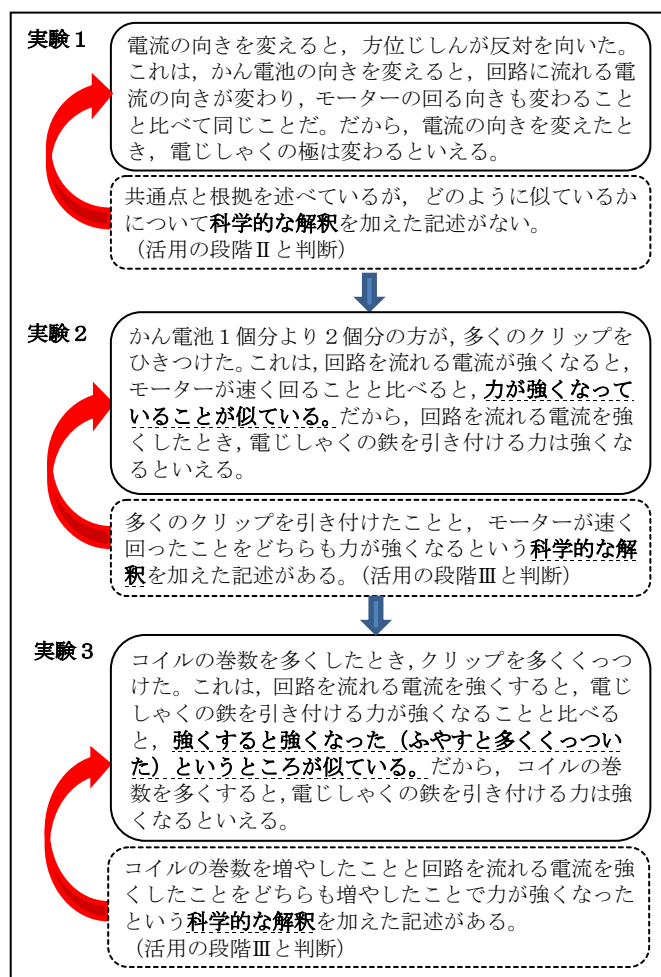 実験１
電流の向きを変えると，方位じしんが反対を向いた。
これは，かん電池の向きを変えると，回路に流れる電
流の向きが変わり，モーターの回る向きも変わること
と比べて同じことだ。だから，電流の向きを変えたと
き，電じしゃくの極は変わるといえる。
共通点と根拠を述べているが，どのように似ているか
について科学的な解釈を加えた記述がない。
（活用の段階Ⅱと判断）
実験２
かん電池１個分より２個分の方が，多くのクリップを
ひきつけた。これは，回路を流れる電流が強くなると，
モーターが速く回ることと比べると，力が強くなって
いることが似ている。だから，回路を流れる電流を強
くしたとき，電じしゃくの鉄を引き付ける力は強くな
るといえる。
多くのクリップを引き付けたことと，モーターが速く
回ったことをどちらも力が強くなるという科学的な解
釈を加えた記述がある。（活用の段階Ⅲと判断）
実験３
コイルの巻数を多くしたとき，クリップを多くくっつ
けた。これは，回路を流れる電流を強くすると，電じ
しゃくの鉄を引き付ける力が強くなることと比べる
と，強くすると強くなった（ふやすと多くくっつい
た）というところが似ている。だから，コイルの巻
数を多くすると，電じしゃくの鉄を引き付ける力は強
くなるといえる。
コイルの巻数を増やしたことと回路を流れる電流を強
くしたことをどちらも増やしたことで力が強くなった
という科学的な解釈を加えた記述がある。
（活用の段階Ⅲと判断）